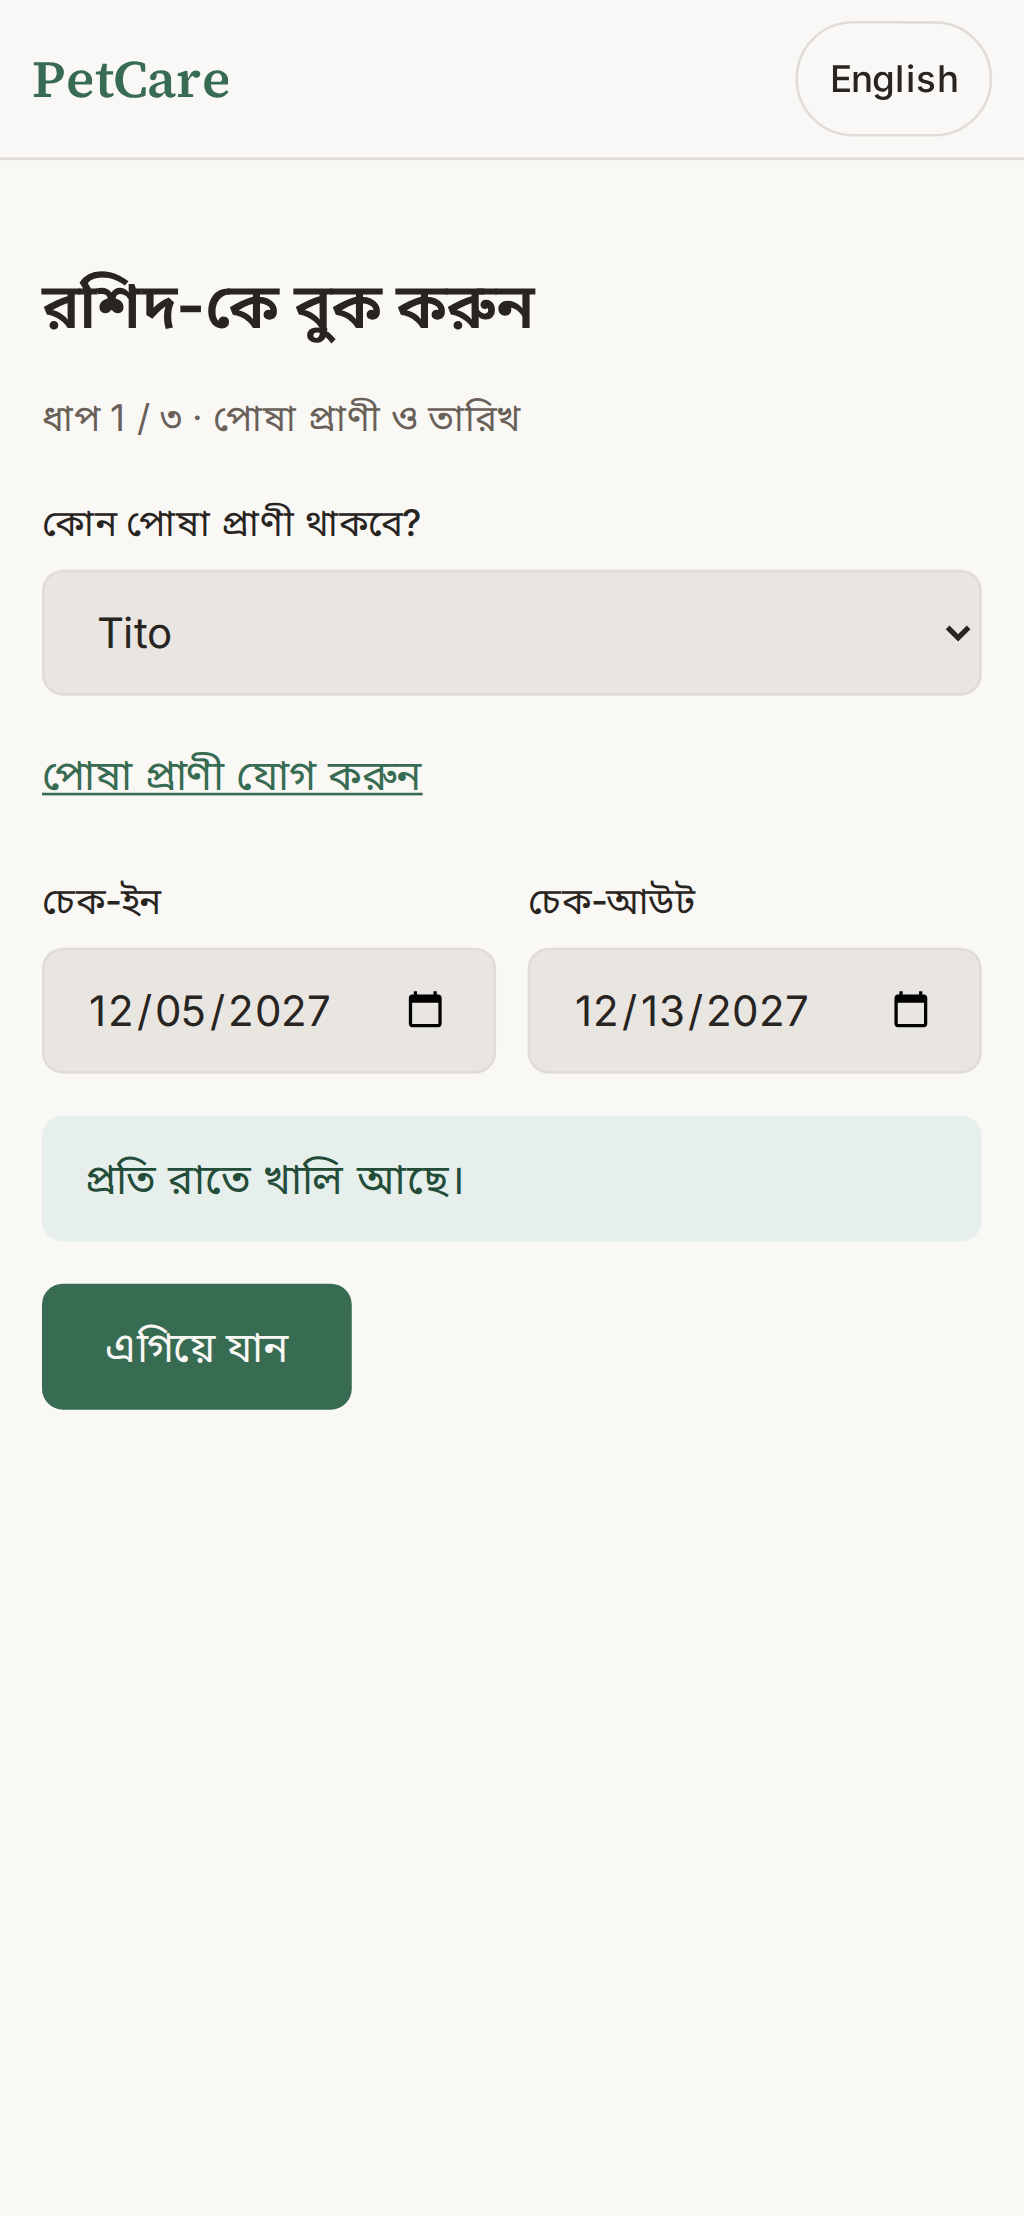 PetCare
English
রশিদ-কে বুক করুন
ধাপ 1 / ৩ · পোষা প্রাণী ও তারিখ
কোন পোষা প্রাণী থাকবে?
Tito
পোষা প্রাণী যোগ করুন
চেক-ইন চেক-আউট
12/05/2027 12/13/2027
প্রতি রাতে খালি আছে।
এগিয়ে যান